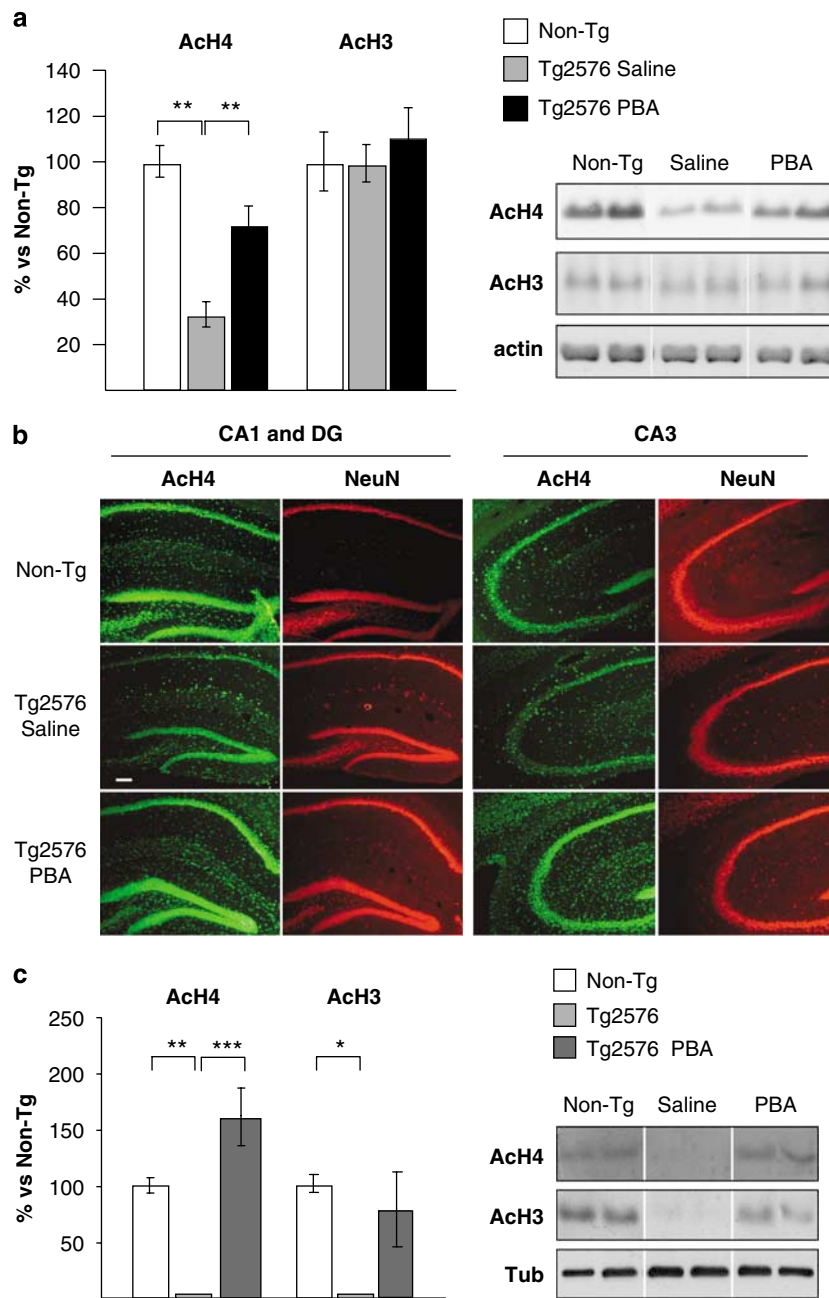 a
AcH4 AcH3
Non-Tg
Tg2576 Saline
Tg2576 PBA
% vs Non-Tg
140
120
100
80
60
40
20
** **
Non-Tg Saline PBA
AcH4
AcH3
actin
b
CA1 and DG CA3
AcH4 NeuN AcH4 NeuN
Non-Tg
Tg2576
Saline
Tg2576
PBA
c
AcH4 AcH3
Non-Tg
Tg2576
Tg2576 PBA
% vs Non-Tg
250
200
150
100
50
** *** *
Non-Tg Saline PBA
AcH4
AcH3
Tub